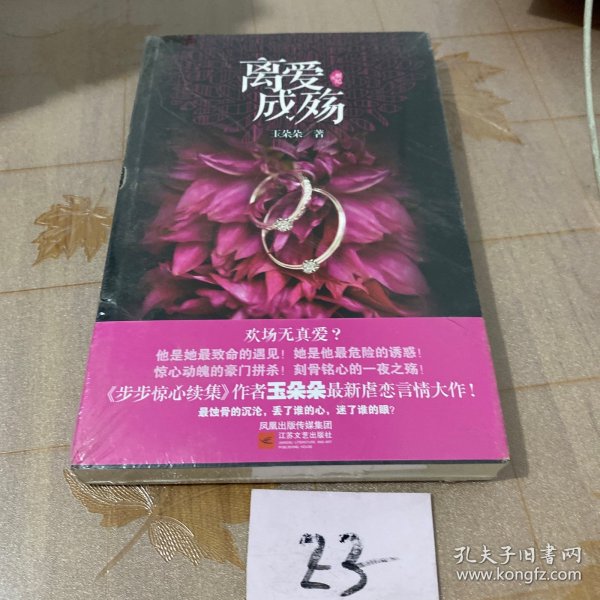 离爱
成殇
玉朵朵 著
欢场无真爱？
他是她最致命的遇见！她是他最危险的诱惑！
惊心动魄的豪门拼杀！刻骨铭心的一夜之殇！
《步步惊心续集》作者玉朵朵最新虐恋言情大作！
最蚀骨的沉沦，丢了谁的心，迷了谁的眼？
凤凰出版传媒集团
江苏文艺出版社
23
孔夫子旧书网
www.kongfz.com